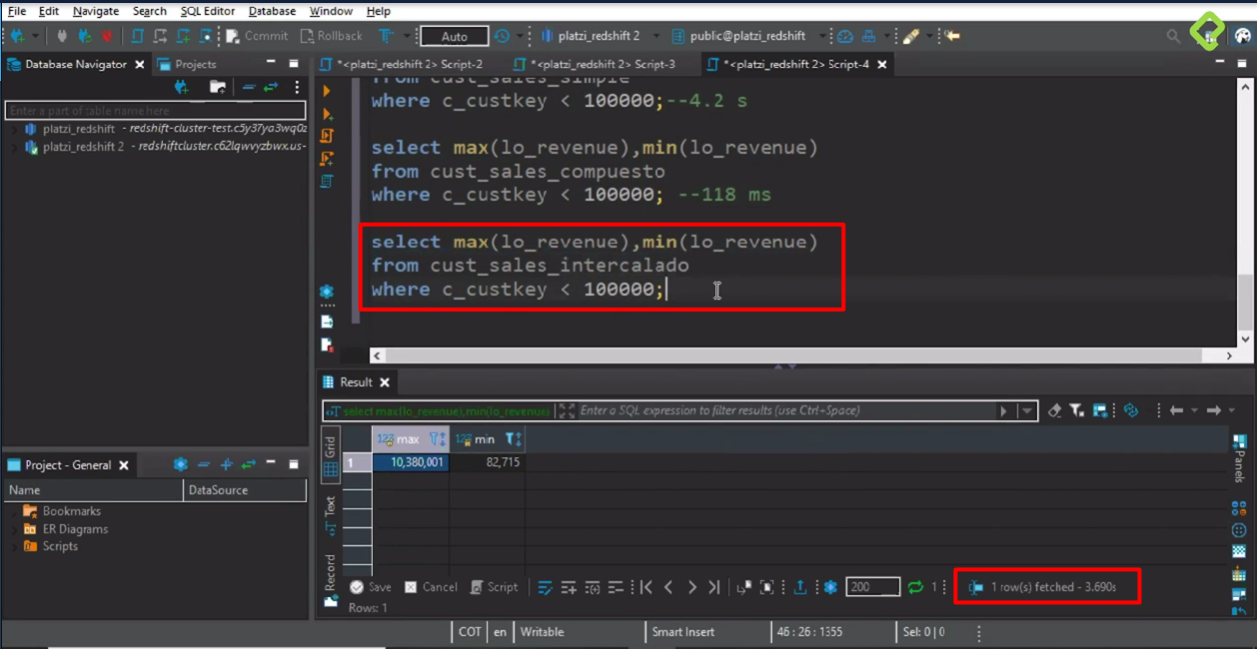 File Edit Navigate Search SQL Editor Database Window Help
Commit Rollback Auto platzi_redshift 2 public@platzi_redshift
Database Navigator Projects
*<platzi_redshift 2> Script-2 *<platzi_redshift 2> Script-3 *<platzi_redshift 2> Script-4
Enter a part of table name here
platzi_redshift - redshift-cluster-test.c5y37ya3wq0z
platzi_redshift 2 - redshiftcluster.c62lqwvyzbwx.us-
from cust_sales_simple
where c_custkey < 100000;--4.2 s
select max(lo_revenue),min(lo_revenue)
from cust_sales_compuesto
where c_custkey < 100000; --118 ms
select max(lo_revenue),min(lo_revenue)
from cust_sales_intercalado
where c_custkey < 100000;
Result
select max(lo_revenue),min(lo_revenue) Enter a SQL expression to filter results (use Ctrl+Space)
Grid
123 max 123 min
1 10,380,001 82,715
Panels
Text
Record
Project - General
Name DataSource
Bookmarks
ER Diagrams
Scripts
Save Cancel Script 200 1 1 row(s) fetched - 3.690s
Rows: 1
COT en Writable Smart Insert 46 : 26 : 1355 Sel: 0 | 0